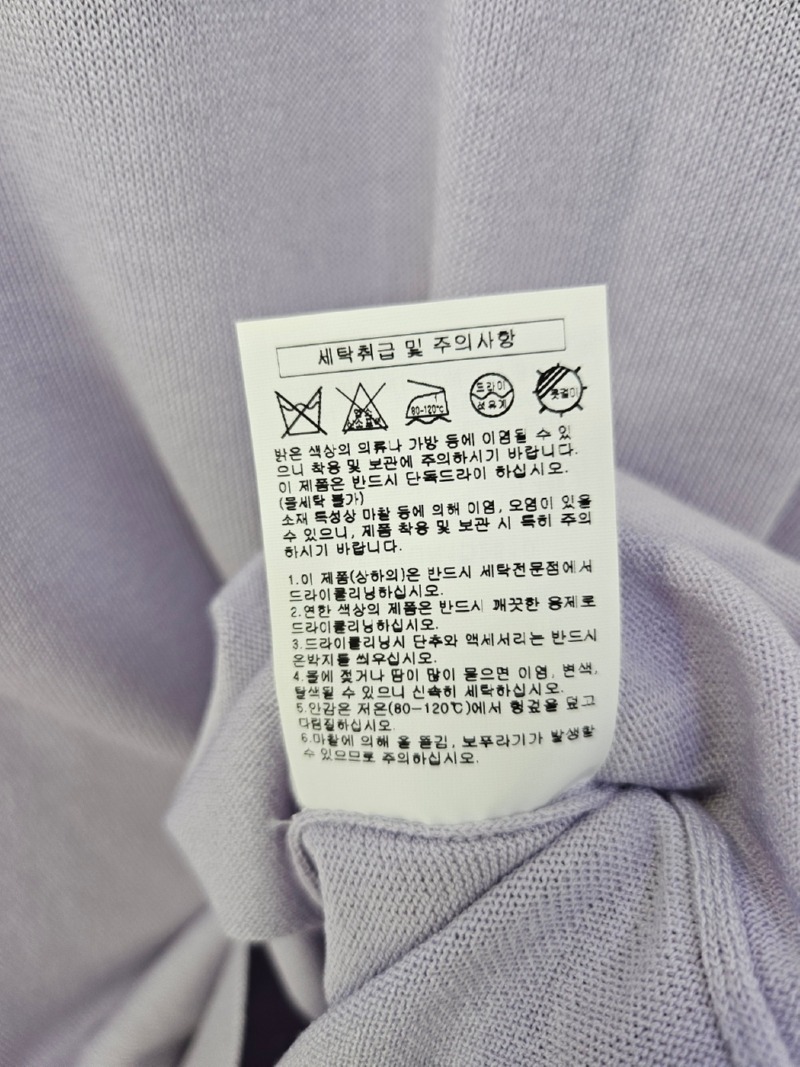 세탁취급 및 주의사항
염소표백
80-120℃
드라이
석유계
옷걸이
밝은 색상의 의류나 가방 등에 이염될 수 있
으니 착용 및 보관에 주의하시기 바랍니다.
이 제품은 반드시 단독드라이 하십시오.
(물세탁 불가)
소재 특성상 마찰 등에 의해 이염, 오염이 있을
수 있으니, 제품 착용 및 보관 시 특히 주의
하시기 바랍니다.
1.이 제품(상하의)은 반드시 세탁전문점에서
드라이클리닝하십시오.
2.연한 색상의 제품은 반드시 깨끗한 용제로
드라이클리닝하십시오.
3.드라이클리닝시 단추와 액세서리는 반드시
은박지를 씌우십시오.
4.물에 젖거나 땀이 많이 묻으면 이염, 변색,
탈색될 수 있으니 신속히 세탁하십시오.
5.안감은 저온(80-120℃)에서 헝겊을 덮고
다림질하십시오.
6.마찰에 의해 올 뜯김, 보푸라기가 발생할
수 있으므로 주의하십시오.